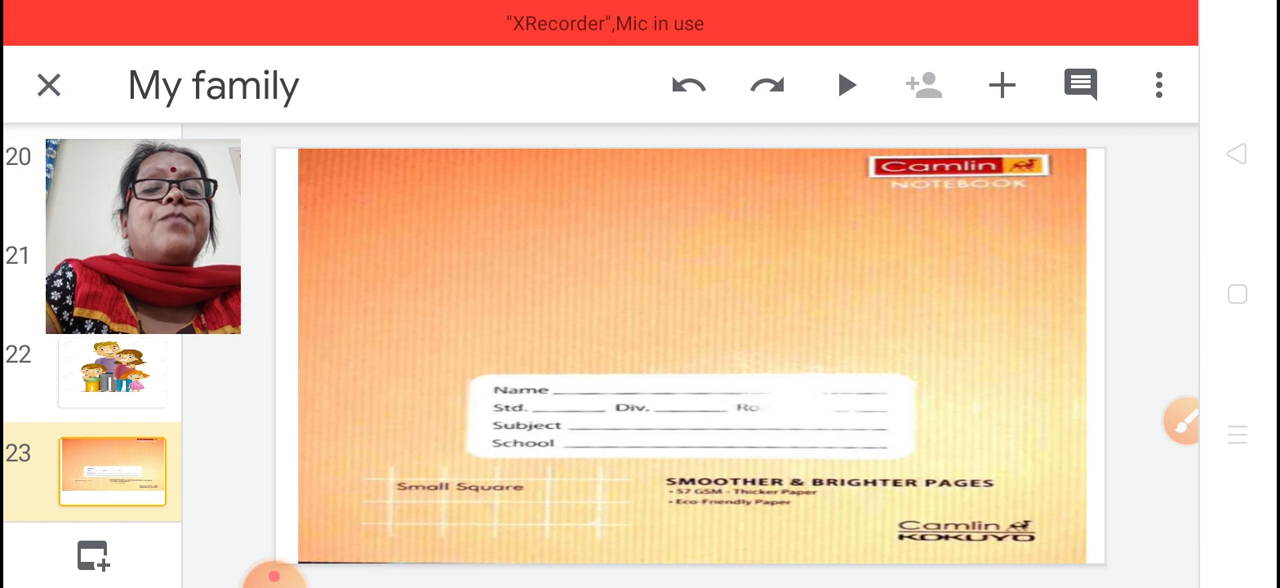 "XRecorder",Mic in use
My family
20
21
22
23
Camlin
NOTEBOOK
Name
Std. Div. Ro
Subject
School
Small Square
SMOOTHER & BRIGHTER PAGES
• 57 GSM - Thicker Paper
• Eco Friendly Paper
Camlin
KOKUYO